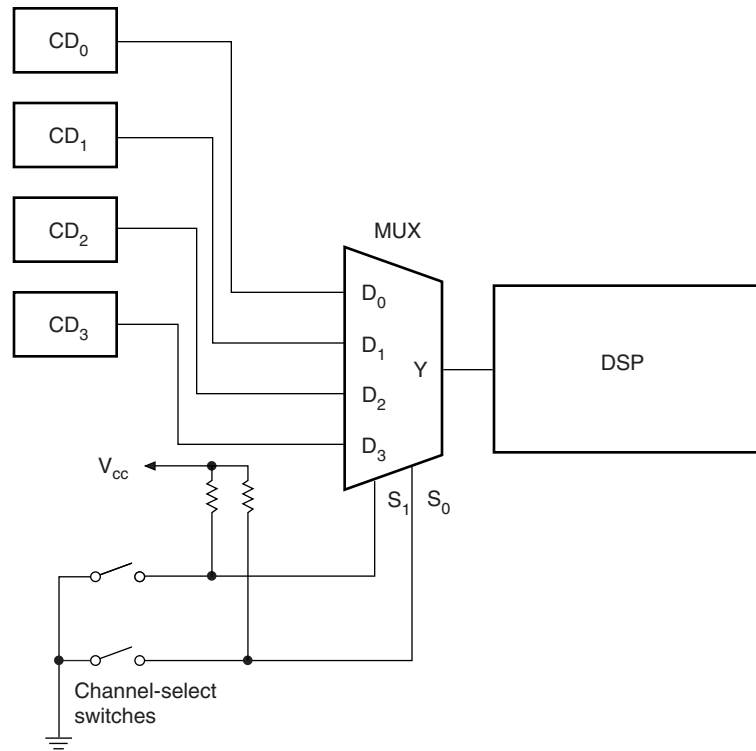 CD₀
CD₁
CD₂
CD₃
MUX
D₀
D₁
D₂
D₃
Y
DSP
Vcc
S₁ S₀
Channel-select
switches